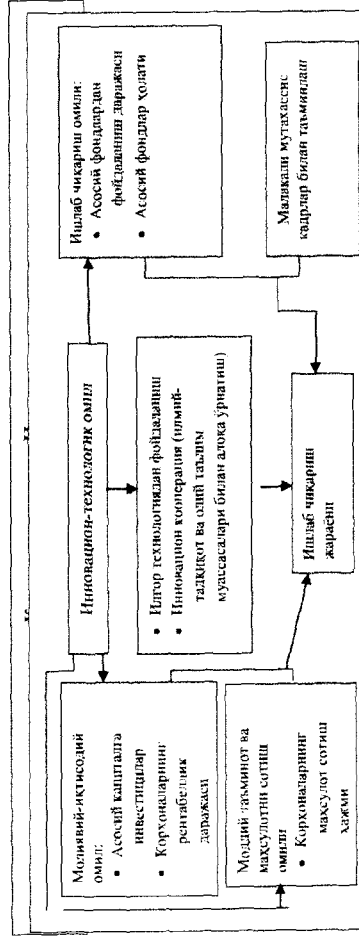 Инновацион-технологик омил
Молиявий-иқтисодий
омил:
• Асосий капиталга
инвестициялар
• Корхоналарнинг
рентабеллик
даражаси
• Илғор технологиядан фойдаланиш
• Инновацион кооперация (илмий-
тадқиқот ва олий таълим
муассасалари билан алоқа ўрнатиш)
Ишлаб чиқариш омили:
• Асосий фондлардан
фойдаланиш даражаси
• Асосий фондлар ҳолати
Моддий таъминот ва
маҳсулотни сотиш
омили
• Корхоналарнинг
маҳсулот сотиш
ҳажми
Ишлаб чиқариш
жараёни
Малакали мутахассис
кадрлар билан таъминлаш